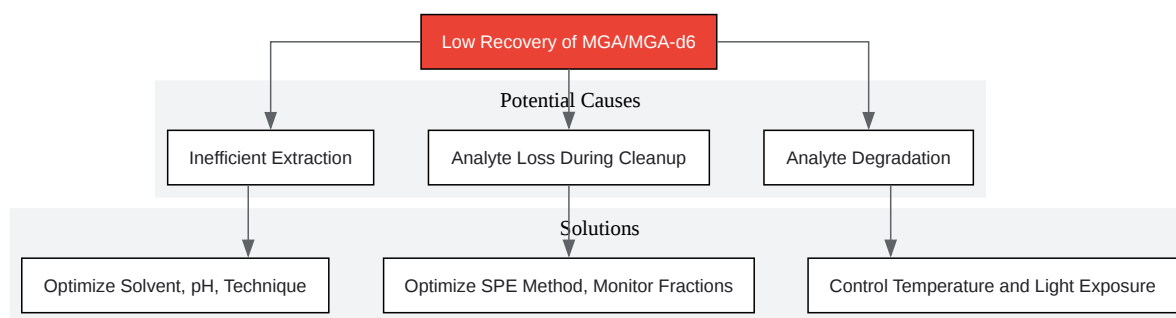 Low Recovery of MGA/MGA-d6
Potential Causes
Inefficient Extraction
Analyte Loss During Cleanup
Analyte Degradation
Solutions
Optimize Solvent, pH, Technique
Optimize SPE Method, Monitor Fractions
Control Temperature and Light Exposure